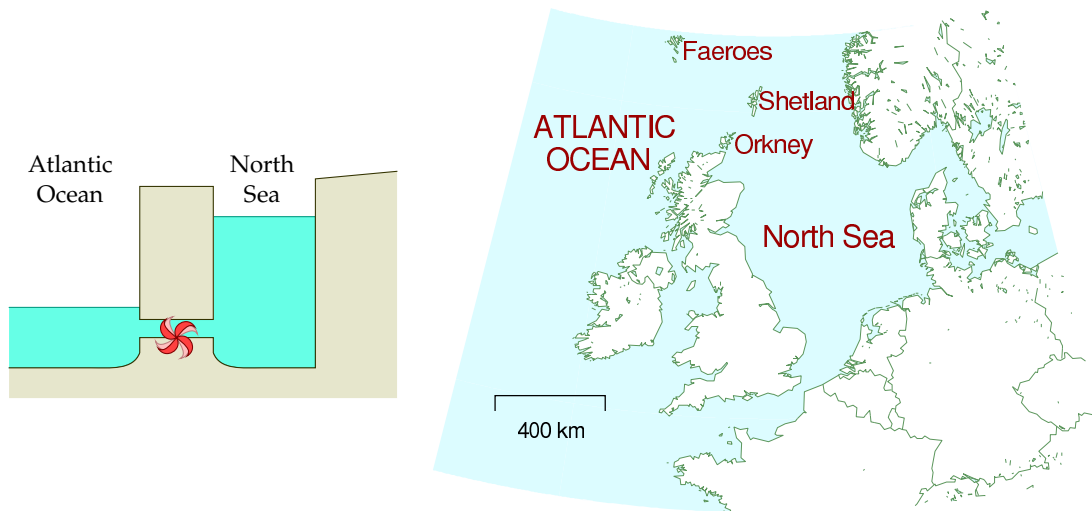 Atlantic
Ocean
North
Sea
Faeroes
Shetland
ATLANTIC
OCEAN
Orkney
North Sea
400 km